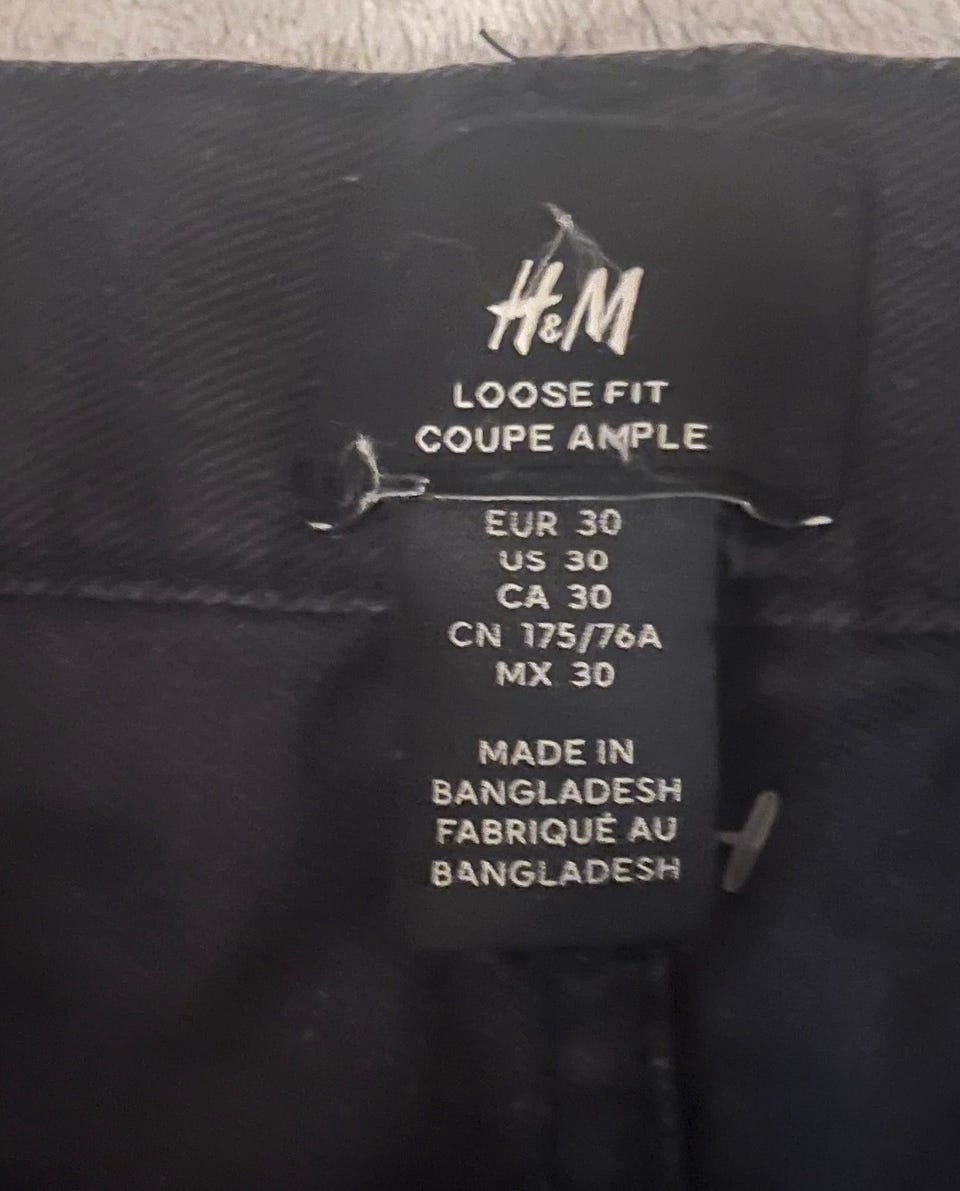 H&M
LOOSE FIT
COUPE AMPLE
EUR 30
US 30
CA 30
CN 175/76A
MX 30
MADE IN
BANGLADESH
FABRIQUÉ AU
BANGLADESH